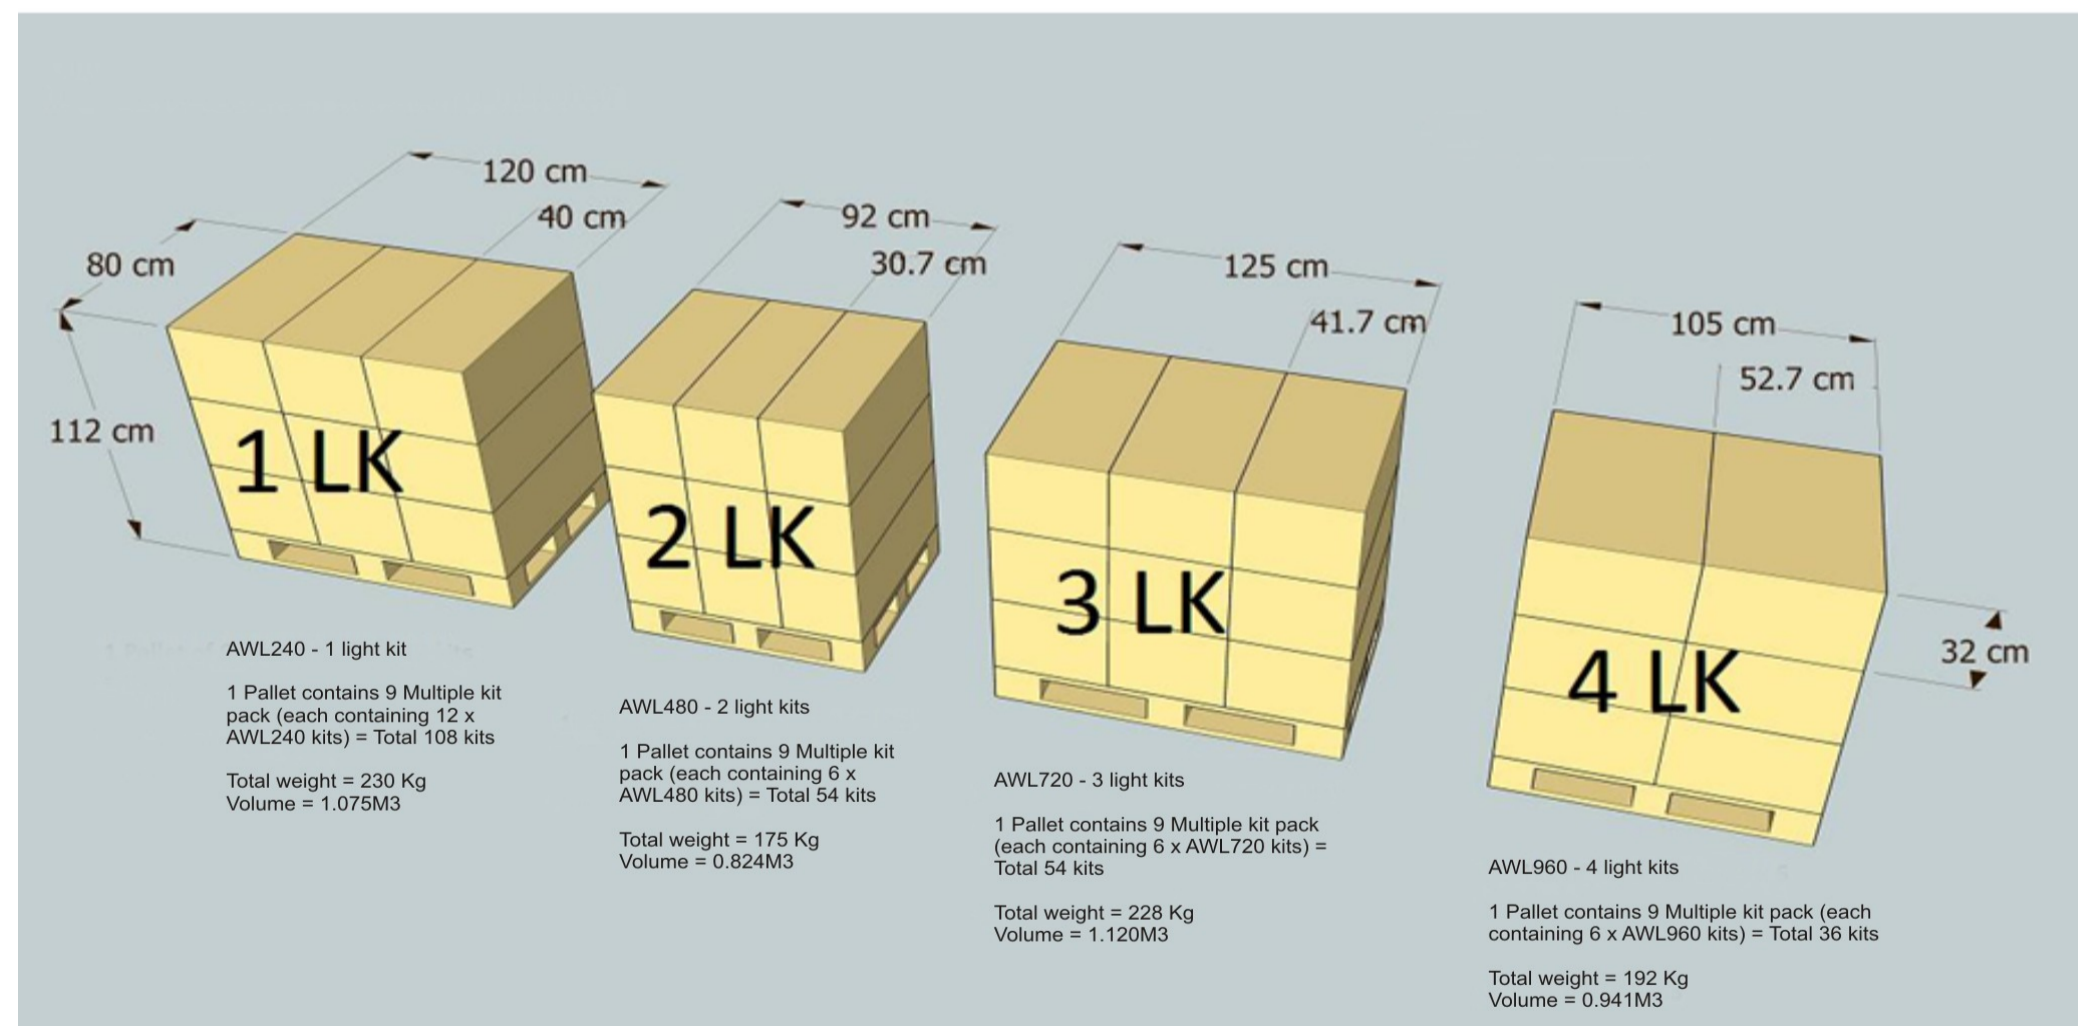 120 cm
40 cm
80 cm
112 cm
1 LK
92 cm
30.7 cm
2 LK
125 cm
41.7 cm
3 LK
105 cm
52.7 cm
32 cm
4 LK
AWL240 - 1 light kit
1 Pallet contains 9 Multiple kit
pack (each containing 12 x
AWL240 kits) = Total 108 kits
Total weight = 230 Kg
Volume = 1.075M3
AWL480 - 2 light kits
1 Pallet contains 9 Multiple kit
pack (each containing 6 x
AWL480 kits) = Total 54 kits
Total weight = 175 Kg
Volume = 0.824M3
AWL720 - 3 light kits
1 Pallet contains 9 Multiple kit pack
(each containing 6 x AWL720 kits) =
Total 54 kits
Total weight = 228 Kg
Volume = 1.120M3
AWL960 - 4 light kits
1 Pallet contains 9 Multiple kit pack (each
containing 6 x AWL960 kits) = Total 36 kits
Total weight = 192 Kg
Volume = 0.941M3